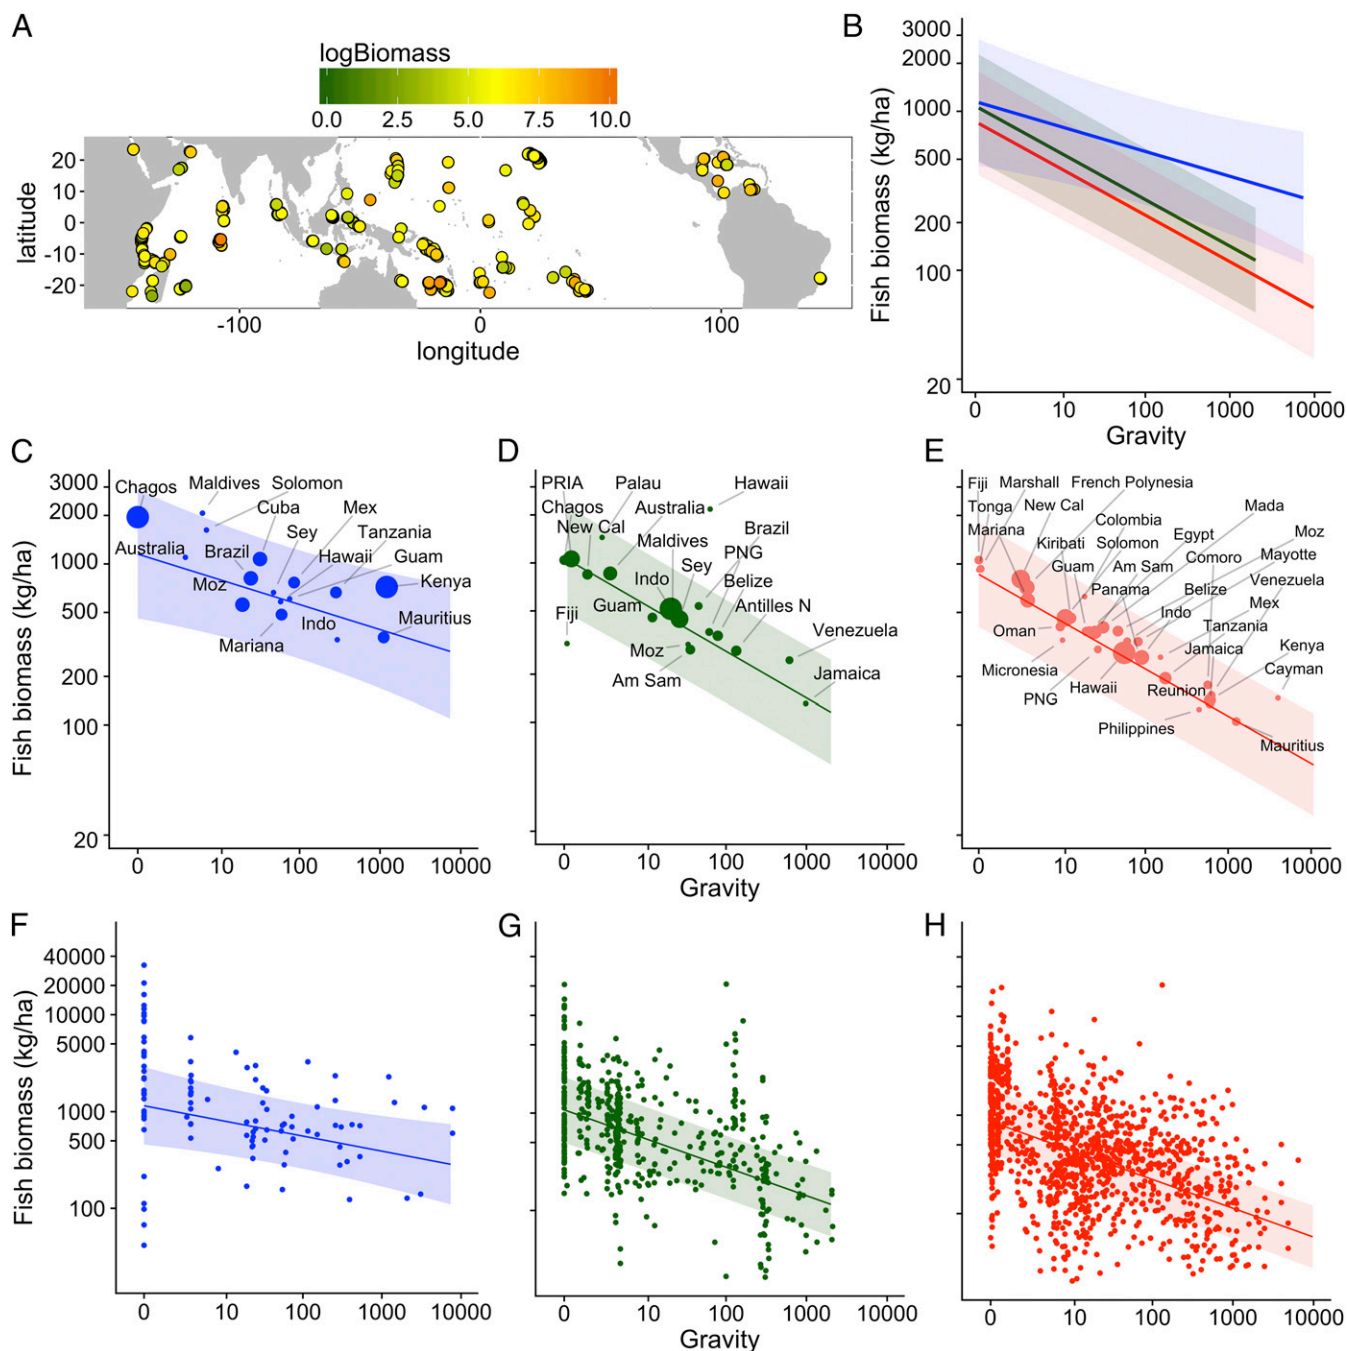 A
logBiomass
0.0 2.5 5.0 7.5 10.0
latitude
20
10
0
-10
-20
-100 0 100
longitude
B
Fish biomass (kg/ha)
3000
2000
1000
500
200
100
20
0 10 100 1000 10000
Gravity
C
Fish biomass (kg/ha)
3000
2000
1000
500
200
100
20
Chagos
Maldives
Solomon
Cuba
Mex
Sey
Tanzania
Australia
Brazil
Hawaii
Guam
Moz
Kenya
Indo
Mauritius
Mariana
0 10 100 1000 10000
D
PRIA
Palau
Hawaii
Chagos
Australia
New Cal
Brazil
Maldives
PNG
Indo
Sey
Belize
Guam
Antilles N
Fiji
Venezuela
Moz
Jamaica
Am Sam
0 10 100 1000 10000
Gravity
E
Fiji
Marshall
French Polynesia
Tonga
New Cal
Mada
Mariana
Colombia
Egypt
Moz
Kiribati
Solomon
Comoro
Mayotte
Guam
Am Sam
Venezuela
Panama
Belize
Oman
Indo
Mex
Tanzania
Micronesia
Jamaica
Kenya
PNG
Hawaii
Reunion
Cayman
Philippines
Mauritius
0 10 100 1000 10000
F
Fish biomass (kg/ha)
40000
20000
10000
5000
1000
500
100
0 10 100 1000 10000
G
0 10 100 1000 10000
Gravity
H
0 10 100 1000 10000